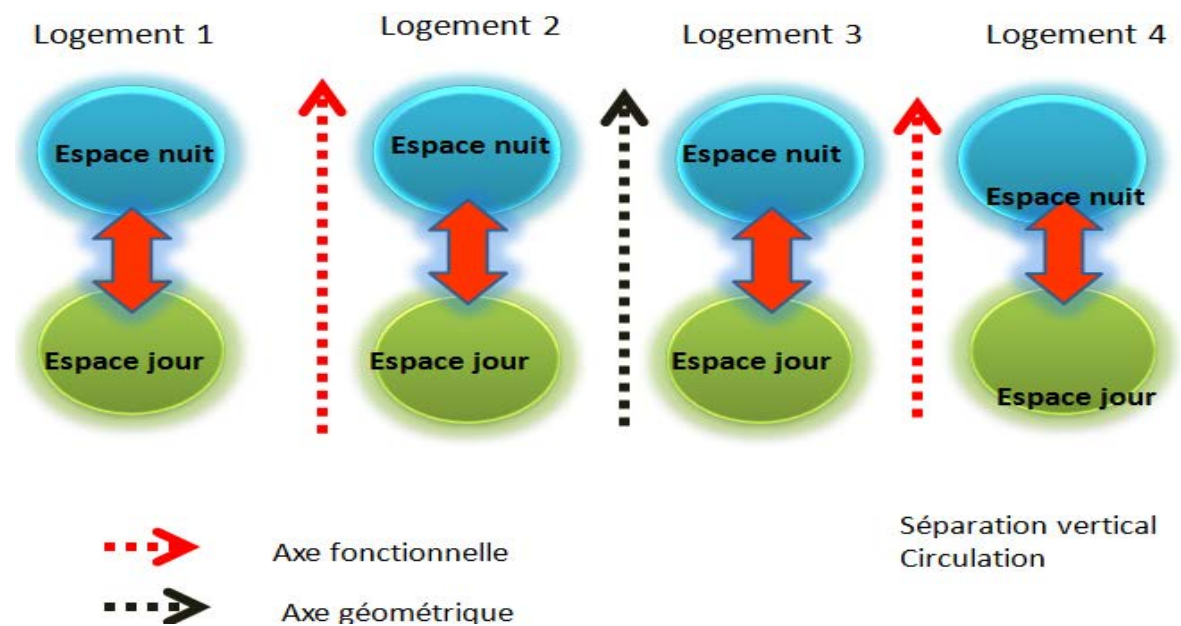 Logement 1
Logement 2
Logement 3
Logement 4
Espace nuit
Espace nuit
Espace nuit
Espace nuit
Espace jour
Espace jour
Espace jour
Espace jour
Axe fonctionnelle
Axe géométrique
Séparation vertical
Circulation